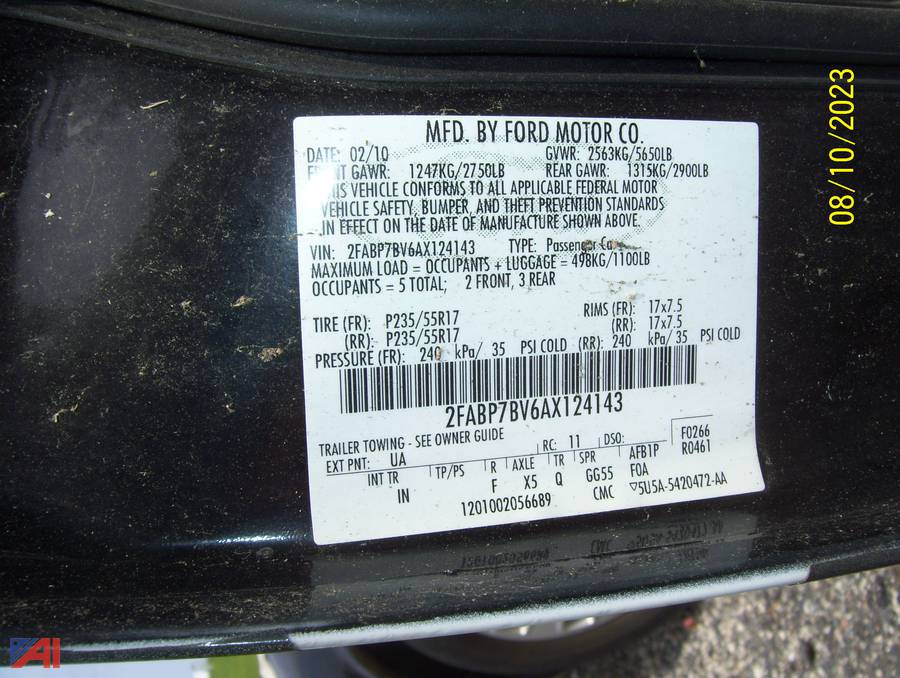 MFD. BY FORD MOTOR CO.
DATE: 02/10 GVWR: 2563KG/5650LB
FRONT GAWR: 1247KG/2750LB REAR GAWR: 1315KG/2900LB
THIS VEHICLE CONFORMS TO ALL APPLICABLE FEDERAL MOTOR
VEHICLE SAFETY, BUMPER, AND THEFT PREVENTION STANDARDS
IN EFFECT ON THE DATE OF MANUFACTURE SHOWN ABOVE.
VIN: 2FABP7BV6AX124143 TYPE: Passenger Car
MAXIMUM LOAD = OCCUPANTS + LUGGAGE = 498KG/1100LB
OCCUPANTS = 5 TOTAL; 2 FRONT, 3 REAR
TIRE (FR): P235/55R17 RIMS (FR): 17x7.5
(RR): P235/55R17 (RR): 17x7.5
PRESSURE (FR): 240 kPa/ 35 PSI COLD (RR): 240 kPa/ 35 PSI COLD
2FABP7BV6AX124143
TRAILER TOWING - SEE OWNER GUIDE
EXT PNT: UA RC: 11 DSO: F0266
INT TR TP/PS R AXLE TR SPR AFB1P R0461
IN F X5 Q GG55 F0A
1201002056689 CMC ▽5U5A-5420472-AA
08/10/2023
AI